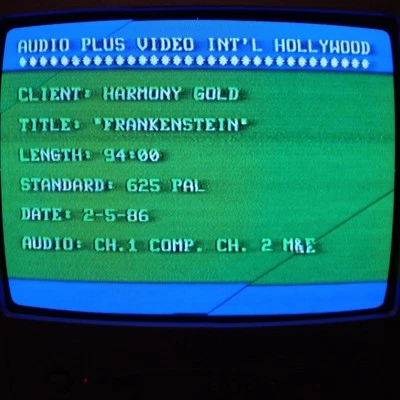 AUDIO PLUS VIDEO INT'L HOLLYWOOD
CLIENT: HARMONY GOLD
TITLE: "FRANKENSTEIN"
LENGTH: 94:00
STANDARD: 625 PAL
DATE: 2-5-86
AUDIO: CH.1 COMP. CH. 2 M&E